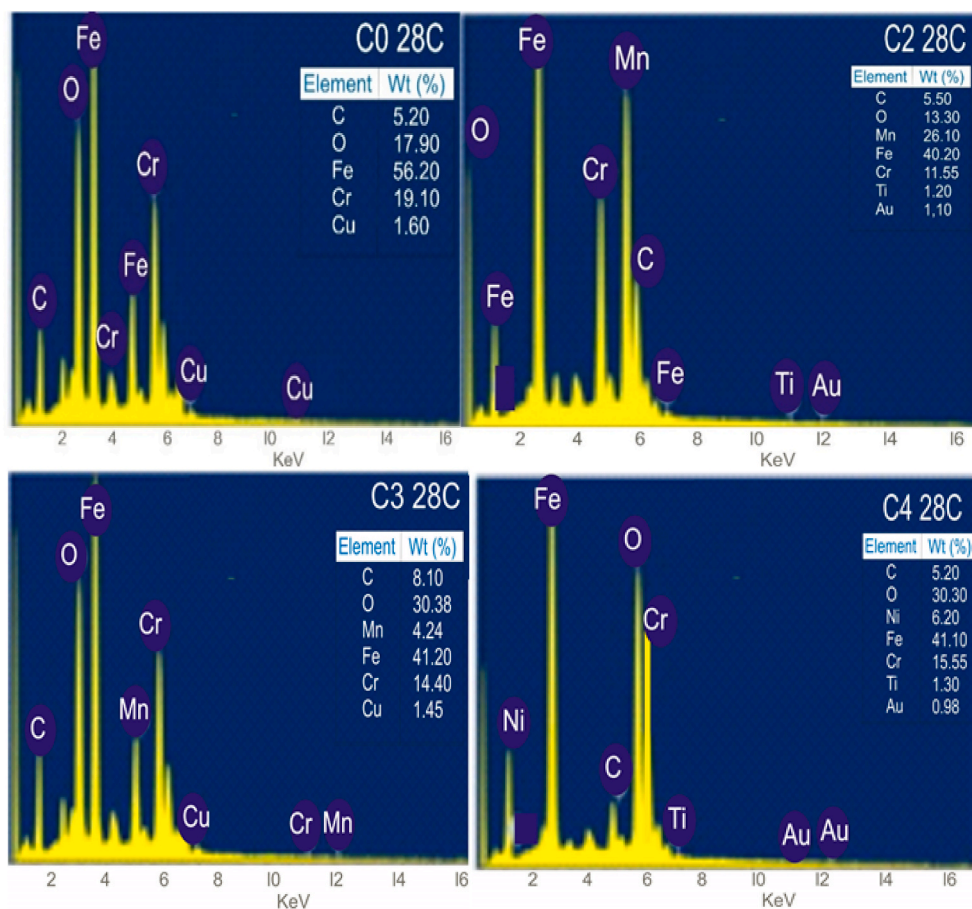 C0 28C
Element Wt (%)
C 5.20
O 17.90
Fe 56.20
Cr 19.10
Cu 1.60
Fe
O
Cr
Fe
C
Cr
Cu
Cu
2 4 6 8 I0 I2 I4 I6
KeV
C2 28C
Element Wt (%)
C 5.50
O 13.30
Mn 26.10
Fe 40.20
Cr 11.55
Ti 1.20
Au 1,10
Fe
Mn
O
Cr
C
Fe
Fe
Ti
Au
2 4 6 8 I0 I2 I4 I6
KeV
C3 28C
Element Wt (%)
C 8.10
O 30.38
Mn 4.24
Fe 41.20
Cr 14.40
Cu 1.45
Fe
O
Cr
Mn
C
Cu
Cr
Mn
2 4 6 8 I0 I2 I4 I6
KeV
C4 28C
Element Wt (%)
C 5.20
O 30.30
Ni 6.20
Fe 41.10
Cr 15.55
Ti 1.30
Au 0.98
Fe
O
Cr
Ni
C
Ti
Au
Au
2 4 6 8 I0 I2 I4 I6
KeV